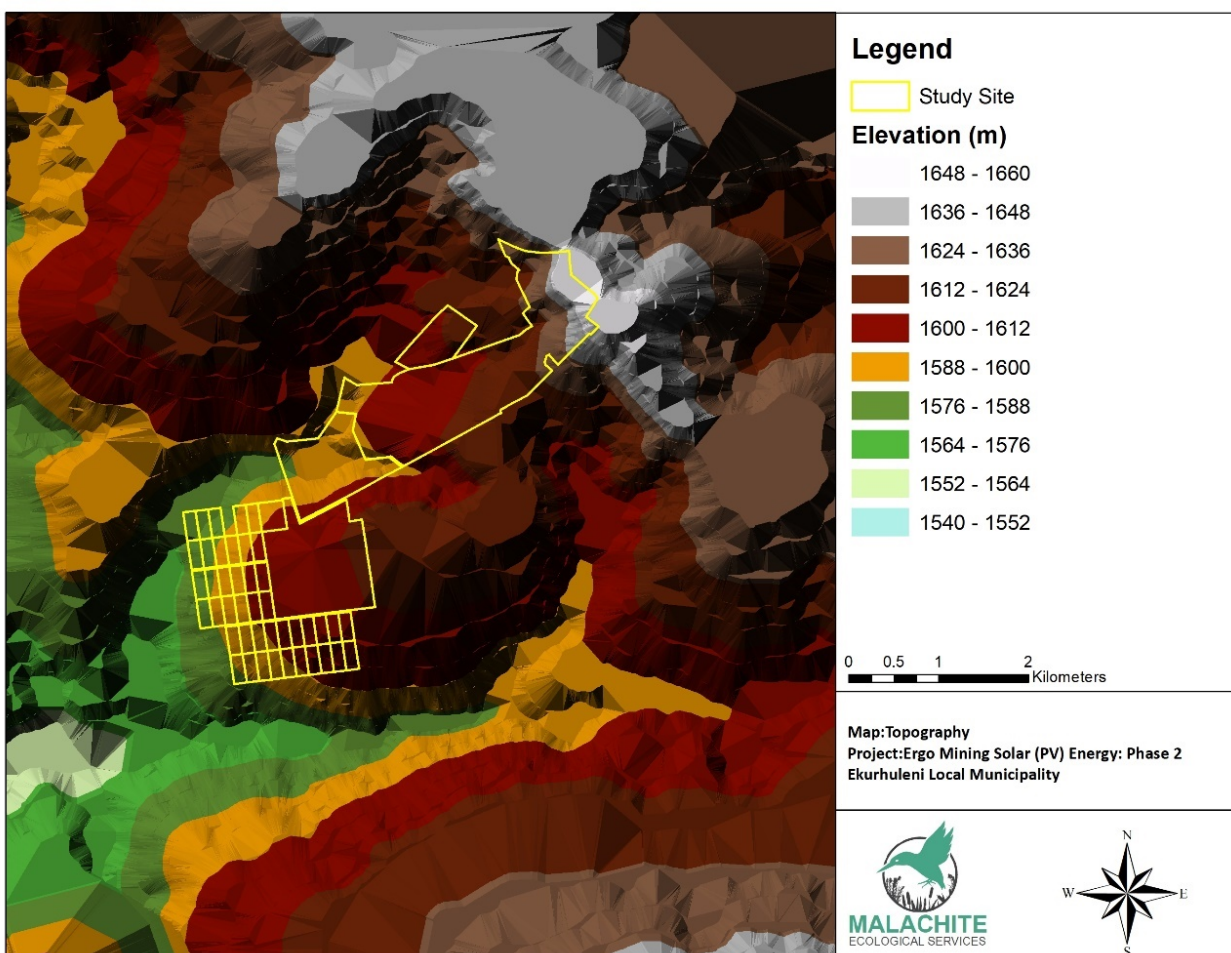 Legend
Study Site
Elevation (m)
1648 - 1660
1636 - 1648
1624 - 1636
1612 - 1624
1600 - 1612
1588 - 1600
1576 - 1588
1564 - 1576
1552 - 1564
1540 - 1552
0 0.5 1 2
Kilometers
Map:Topography
Project:Ergo Mining Solar (PV) Energy: Phase 2
Ekurhuleni Local Municipality
MALACHITE
ECOLOGICAL SERVICES
N
W E
S